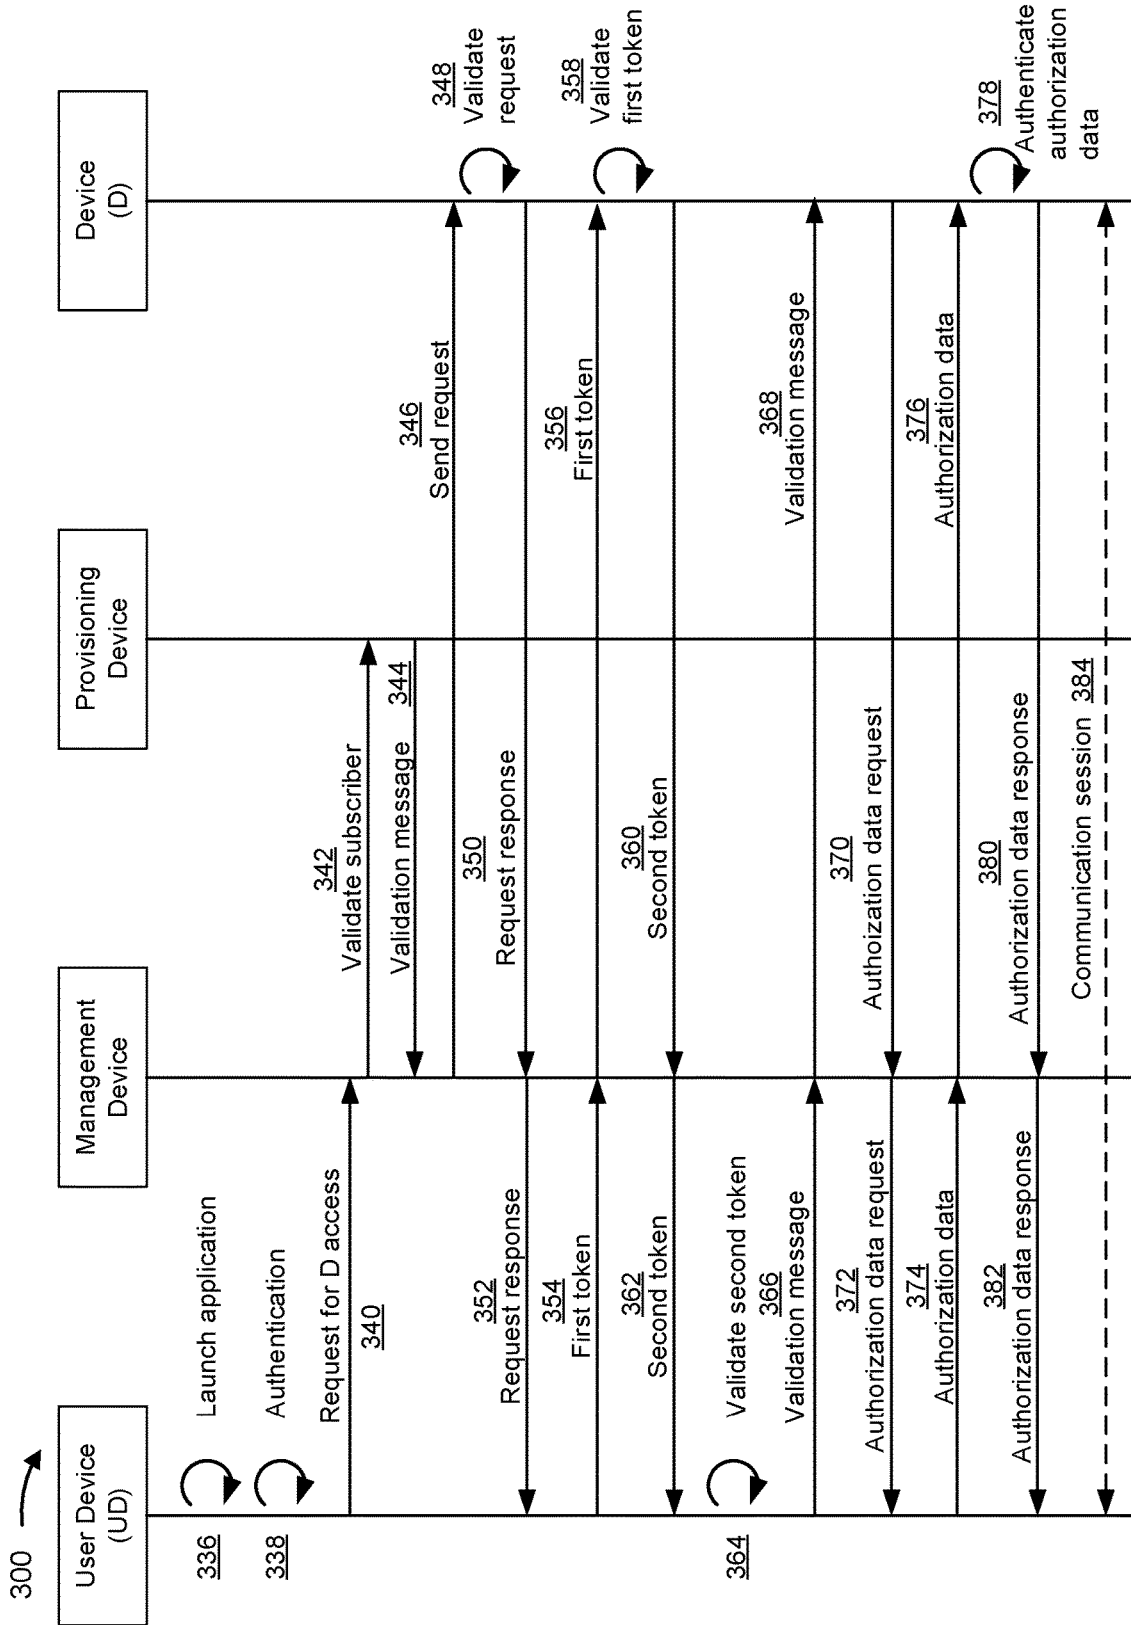 300
User Device
(UD)
Management
Device
Provisioning
Device
Device
(D)
336
Launch application
338
Authentication
Request for D access
340
342
Validate subscriber
Validation message 344
346
Send request
348
Validate
request
350
Request response
352
Request response
354
First token
356
First token
358
Validate
first token
360
Second token
362
Second token
364
Validate second token
366
Validation message
368
Validation message
370
Authoization data request
372
Authorization data request
374
Authorization data
376
Authorization data
378
Authenticate
authorization
data
380
Authorization data response
382
Authorization data response
Communication session 384